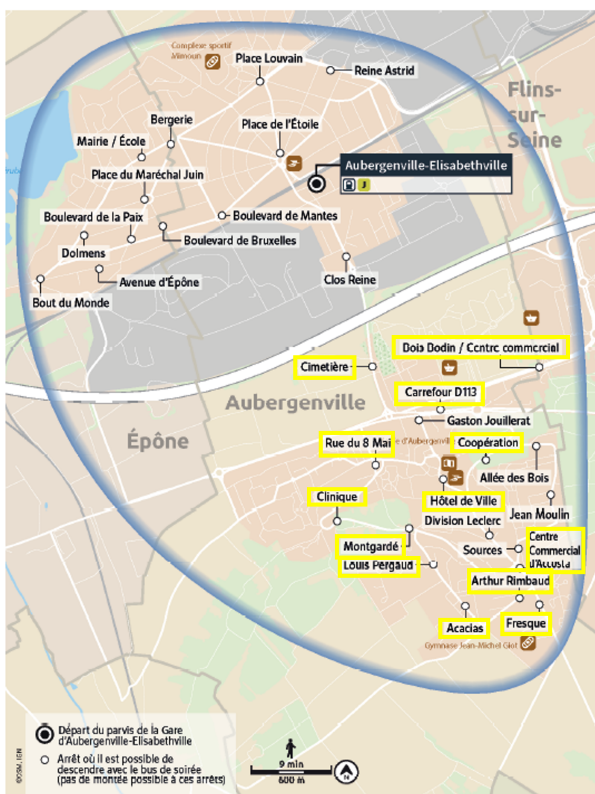 Complexe sportif
Mimoun
Place Louvain
Reine Astrid
Flins-
sur-
Seine
Bergerie
Place de l'Étoile
Mairie / École
Aubergenville-Elisabethville
J
Place du Maréchal Juin
Boulevard de la Paix
Boulevard de Mantes
Boulevard de Bruxelles
Dolmens
Avenue d'Épône
Clos Reine
Bout du Monde
Bois Bodin / Centre commercial
Cimetière
Carrefour D113
Aubergenville
Gaston Jouillerat
Épône
Rue du 8 Mai
e d'Aubergenvil
Coopération
Allée des Bois
Clinique
Hôtel de Ville
Jean Moulin
Division Leclerc
Montgardé
Sources
Centre
Commercial
d'Acosta
Louis Pergaud
Arthur Rimbaud
Acacias
Fresque
Gymnase Jean-Michel Giot
Départ du parvis de la Gare
d'Aubergenville-Elisabethville
Arrêt où il est possible de
descendre avec le bus de soirée
(pas de montée possible à ces arrêts)
9 min
600 m
N